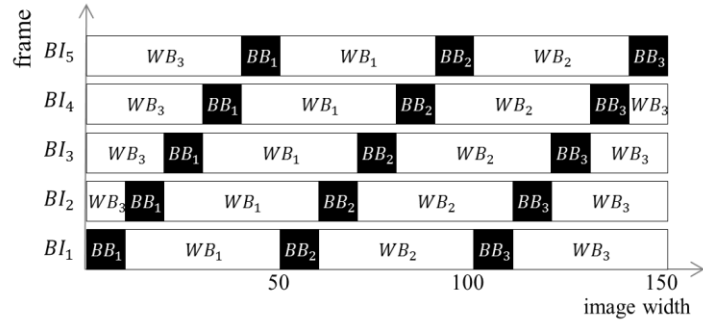 frame
BI₅ WB₃ BB₁ WB₁ BB₂ WB₂ BB₃
BI₄ WB₃ BB₁ WB₁ BB₂ WB₂ BB₃ WB₃
BI₃ WB₃ BB₁ WB₁ BB₂ WB₂ BB₃ WB₃
BI₂ WB₃ BB₁ WB₁ BB₂ WB₂ BB₃ WB₃
BI₁ BB₁ WB₁ BB₂ WB₂ BB₃ WB₃
50 100 150
image width